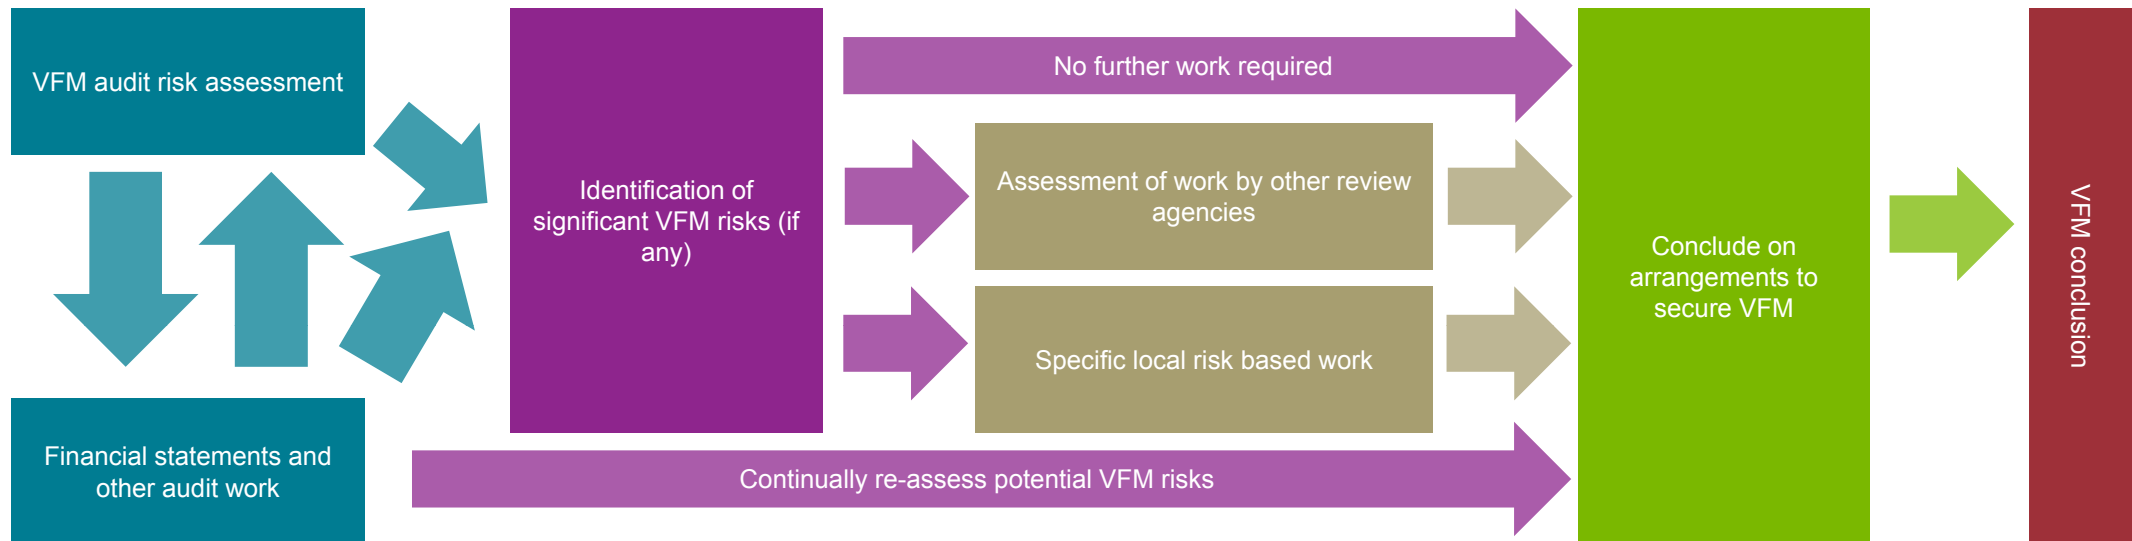 VFM audit risk assessment
Financial statements and
other audit work
Identification of
significant VFM risks (if
any)
No further work required
Assessment of work by other review
agencies
Specific local risk based work
Continually re-assess potential VFM risks
Conclude on
arrangements to
secure VFM
VFM conclusion